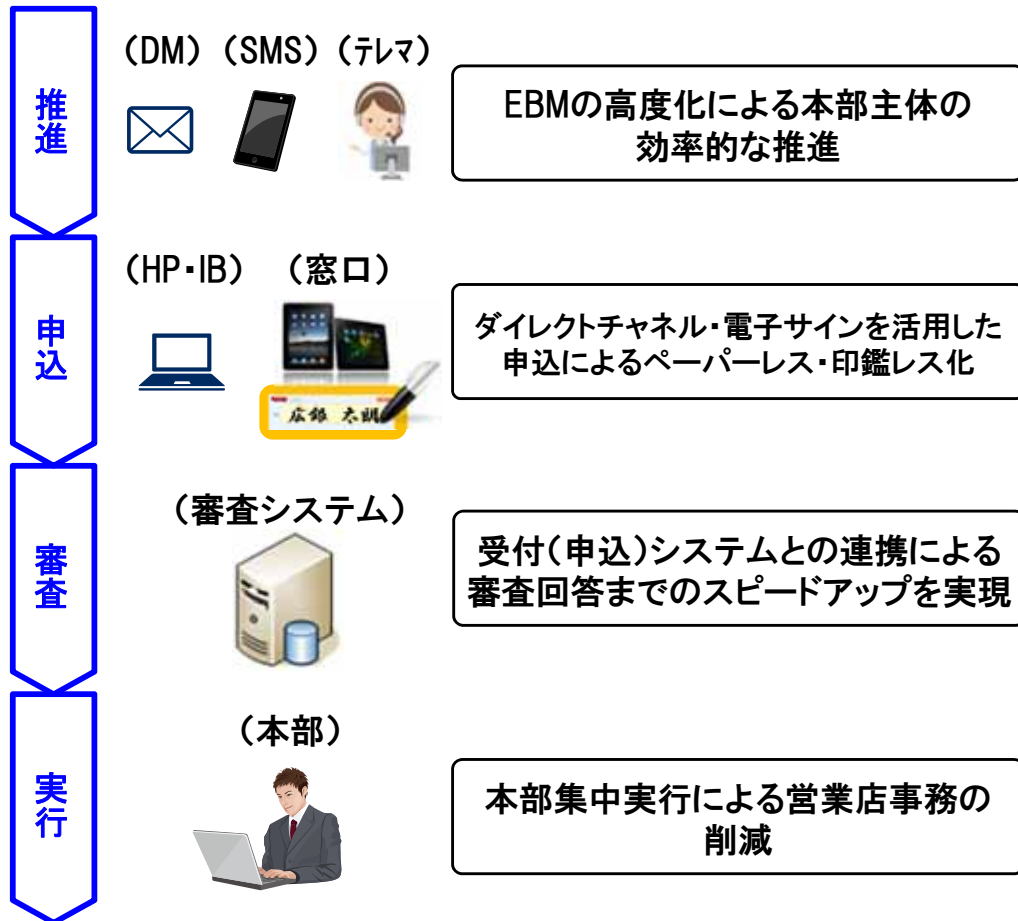 推進
(DM) (SMS) (テレマ)
EBMの高度化による本部主体の
効率的な推進
申込
(HP・IB) (窓口)
広銀 太朗
ダイレクトチャネル・電子サインを活用した
申込によるペーパーレス・印鑑レス化
審査
(審査システム)
受付(申込)システムとの連携による
審査回答までのスピードアップを実現
実行
(本部)
本部集中実行による営業店事務の
削減